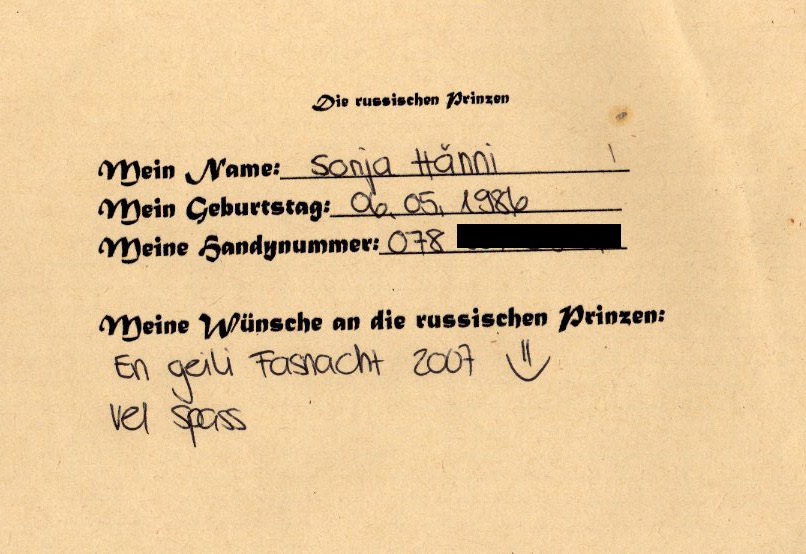 Die russischen Prinzen
Mein Name: Sonja Hänni
Mein Geburtstag: 06.05.1986
Meine Handynummer: 078
Meine Wünsche an die russischen Prinzen:
En geili Fasnacht 2007
vel spass